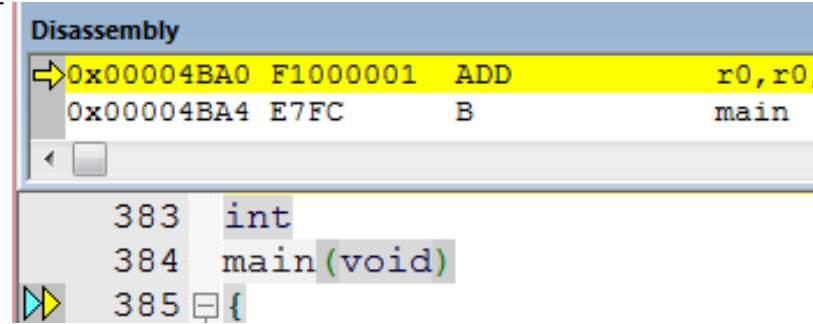 Disassembly
0x00004BA0 F1000001 ADD r0,r0,
0x00004BA4 E7FC B main
383 int
384 main(void)
385 {